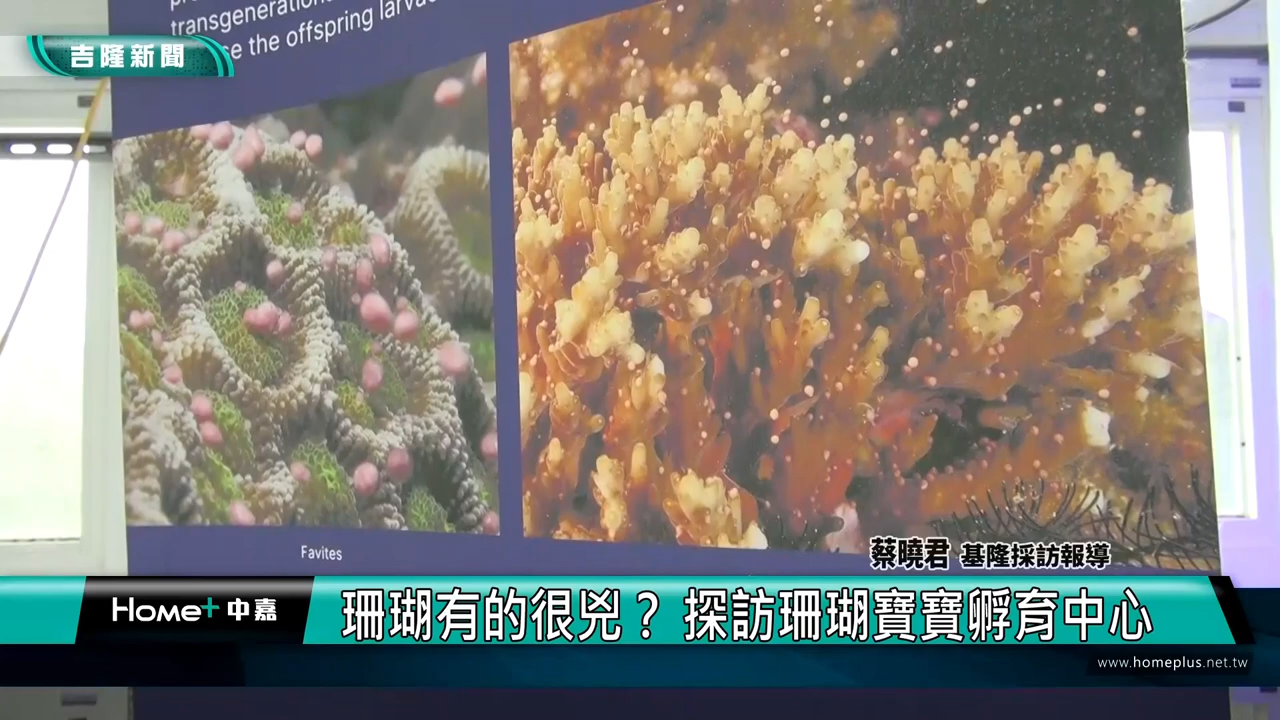 transgenerational
se the offspring larvae
吉隆新聞
Favites
蔡曉君 基隆採訪報導
Home+中嘉
珊瑚有的很兇？ 探訪珊瑚寶寶孵育中心
www.homeplus.net.tw